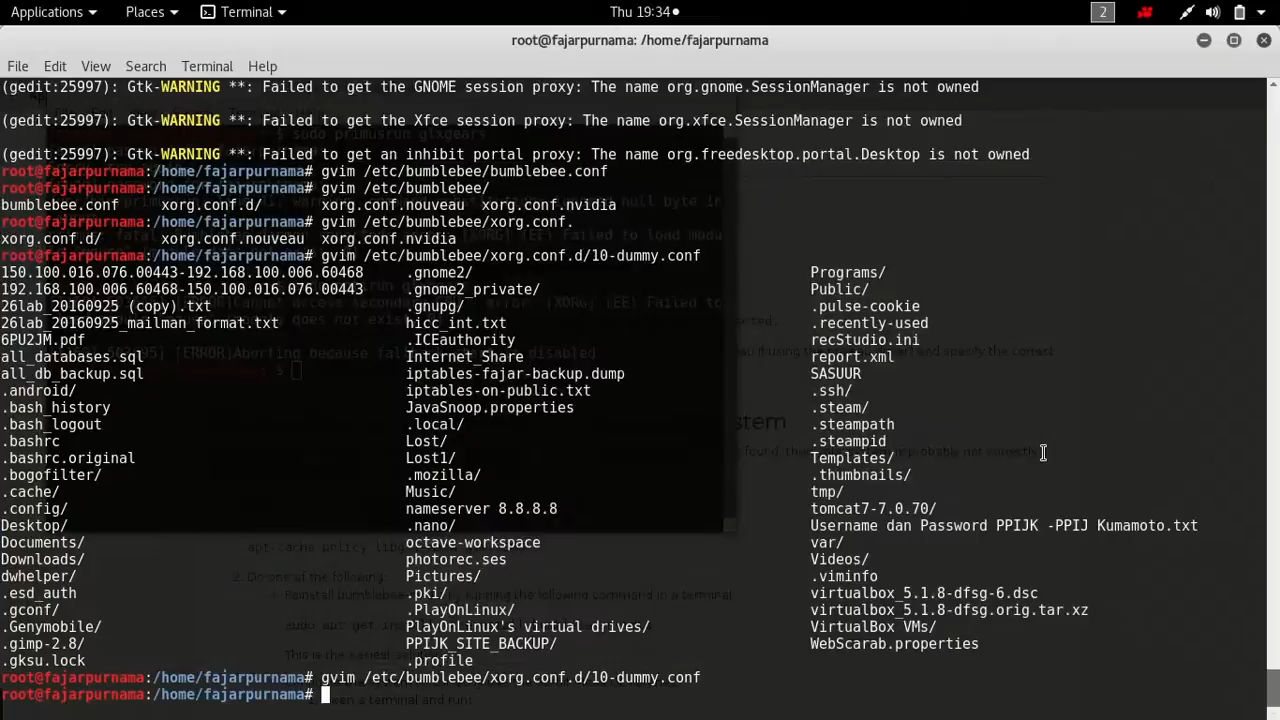 Applications Places Terminal Thu 19:34 2
root@fajarpurnama: /home/fajarpurnama
File Edit View Search Terminal Help
(gedit:25997): Gtk-WARNING **: Failed to get the GNOME session proxy: The name org.gnome.SessionManager is not owned
(gedit:25997): Gtk-WARNING **: Failed to get the Xfce session proxy: The name org.xfce.SessionManager is not owned
$ sudo primusrun glxgears
(gedit:25997): Gtk-WARNING **: Failed to get an inhibit portal proxy: The name org.freedesktop.portal.Desktop is not owned
root@fajarpurnama:/home/fajarpurnama# gvim /etc/bumblebee/bumblebee.conf
root@fajarpurnama:/home/fajarpurnama# gvim /etc/bumblebee/
bumblebee.conf xorg.conf.d/ xorg.conf.nouveau xorg.conf.nvidia
root@fajarpurnama:/home/fajarpurnama# gvim /etc/bumblebee/xorg.conf.
xorg.conf.d/ xorg.conf.nouveau xorg.conf.nvidia
root@fajarpurnama:/home/fajarpurnama# gvim /etc/bumblebee/xorg.conf.d/10-dummy.conf
150.100.016.076.00443-192.168.100.006.60468 .gnome2/ Programs/
192.168.100.006.60468-150.100.016.076.00443 .gnome2_private/ Public/
26lab_20160925 (copy).txt .gnupg/ .pulse-cookie
26lab_20160925_mailman_format.txt hicc_int.txt .recently-used
6PU2JM.pdf .ICEauthority recStudio.ini
all_databases.sql Internet_Share report.xml
all_db_backup.sql iptables-fajar-backup.dump SASUUR
.android/ iptables-on-public.txt .ssh/
.bash_history JavaSnoop.properties .steam/
.bash_logout .local/ .steampath
.bashrc Lost/ .steampid
.bashrc.original Lost1/ Templates/
.bogofilter/ .mozilla/ .thumbnails/
.cache/ Music/ tmp/
.config/ nameserver 8.8.8.8 tomcat7-7.0.70/
Desktop/ .nano/ Username dan Password PPIJK -PPIJ Kumamoto.txt
Documents/ octave-workspace var/
Downloads/ photorec.ses Videos/
dwhelper/ Pictures/ .viminfo
.esd_auth .pki/ virtualbox_5.1.8-dfsg-6.dsc
.gconf/ .PlayOnLinux/ virtualbox_5.1.8-dfsg.orig.tar.xz
.Genymobile/ PlayOnLinux's virtual drives/ VirtualBox VMs/
.gimp-2.8/ PPIJK_SITE_BACKUP/ WebScarab.properties
.gksu.lock .profile
root@fajarpurnama:/home/fajarpurnama# gvim /etc/bumblebee/xorg.conf.d/10-dummy.conf
root@fajarpurnama:/home/fajarpurnama#